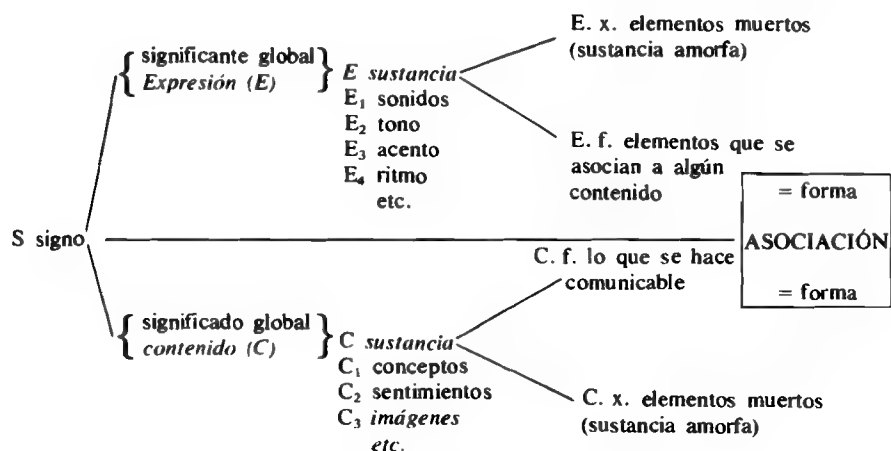 E. x. elementos muertos
(sustancia amorfa)
{ significante global }
Expresión (E)
E sustancia
E₁ sonidos
E₂ tono
E₃ acento
E₄ ritmo
etc.
E. f. elementos que se
asocian a algún
contenido
= forma
S signo
ASOCIACIÓN
= forma
C. f. lo que se hace
comunicable
{ significado global }
contenido (C)
C sustancia
C₁ conceptos
C₂ sentimientos
C₃ imágenes
etc.
C. x. elementos muertos
(sustancia amorfa)